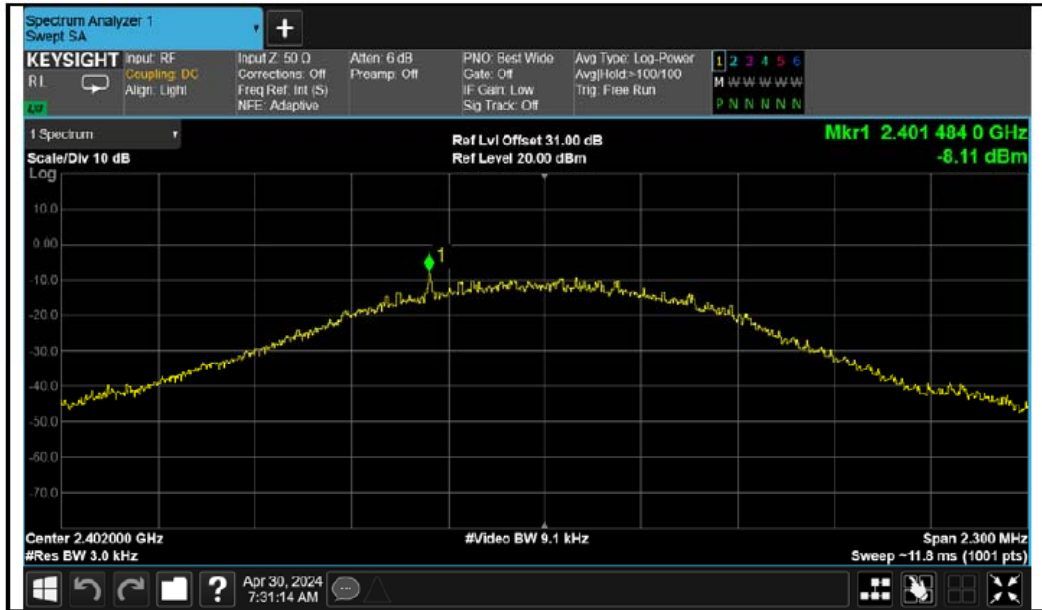 Spectrum Analyzer 1
Swept SA
+
KEYSIGHT Input: RF Input Z: 50 Ω Atten: 6 dB PNO: Best Wide Avg Type: Log-Power 1 2 3 4 5 6
RL Coupling: DC Corrections: Off Preamp: Off Gate: Off Avg|Hold:>100/100 M W W W W W
Align: Light Freq Ref: Int (S) IF Gain: Low Trig: Free Run
NFE: Adaptive Sig Track: Off P N N N N N
1 Spectrum Ref Lvl Offset 31.00 dB Mkr1 2.401 484 0 GHz
Scale/Div 10 dB Ref Level 20.00 dBm -8.11 dBm
Log
10.0
0.00
1
-10.0
-20.0
-30.0
-40.0
-50.0
-60.0
-70.0
Center 2.402000 GHz #Video BW 9.1 kHz Span 2.300 MHz
#Res BW 3.0 kHz Sweep ~11.8 ms (1001 pts)
? Apr 30, 2024
7:31:14 AM